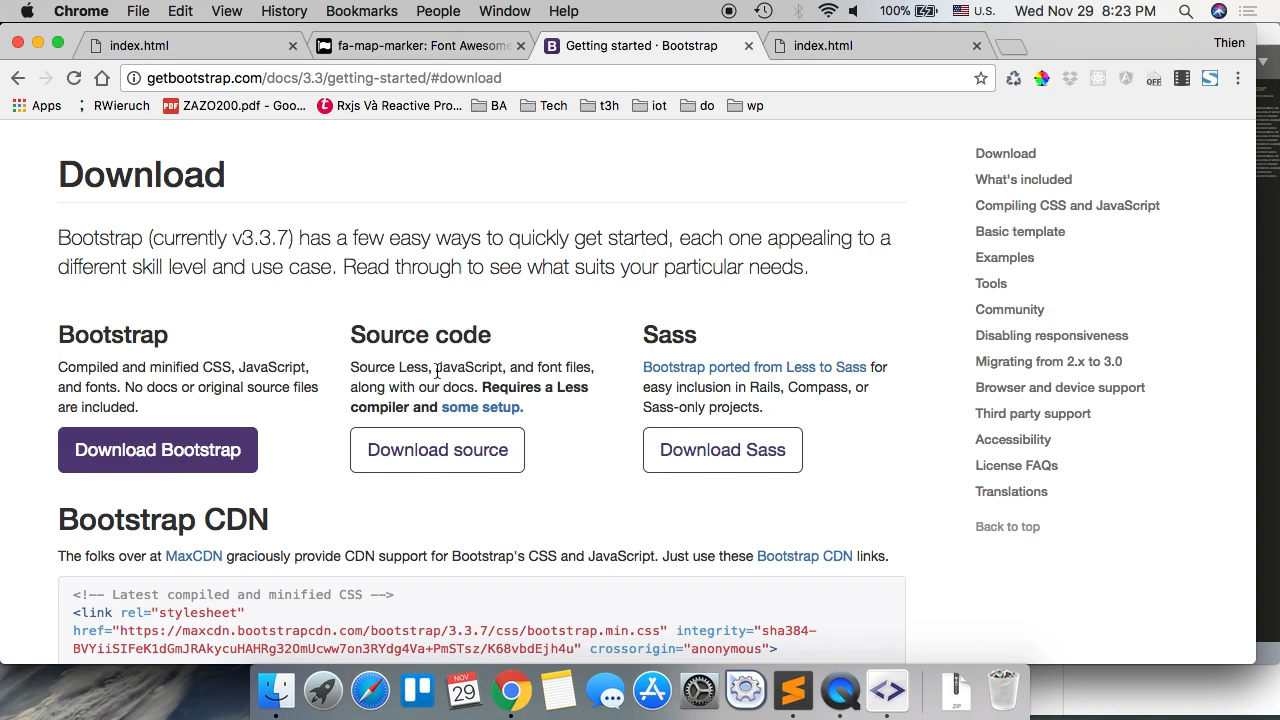 Chrome File Edit View History Bookmarks People Window Help 100% U.S. Wed Nov 29 8:23 PM
index.html fa-map-marker: Font Awesome Getting started · Bootstrap index.html Thien
getbootstrap.com/docs/3.3/getting-started/#download OFF
Apps RWieruch ZAZO200.pdf - Goo... Rxjs Và Reactive Pro... BA Tech t3h iot do wp
Download
Bootstrap (currently v3.3.7) has a few easy ways to quickly get started, each one appealing to a
different skill level and use case. Read through to see what suits your particular needs.
Bootstrap
Compiled and minified CSS, JavaScript,
and fonts. No docs or original source files
are included.
Download Bootstrap
Source code
Source Less, JavaScript, and font files,
along with our docs. Requires a Less
compiler and some setup.
Download source
Sass
Bootstrap ported from Less to Sass for
easy inclusion in Rails, Compass, or
Sass-only projects.
Download Sass
Bootstrap CDN
The folks over at MaxCDN graciously provide CDN support for Bootstrap's CSS and JavaScript. Just use these Bootstrap CDN links.
<!-- Latest compiled and minified CSS -->
<link rel="stylesheet"
href="https://maxcdn.bootstrapcdn.com/bootstrap/3.3.7/css/bootstrap.min.css" integrity="sha384-
BVYiiSIFeK1dGmJRAkycuHAHRg32OmUcww7on3RYdg4Va+PmSTsz/K68vbdEjh4u" crossorigin="anonymous">
Download
What's included
Compiling CSS and JavaScript
Basic template
Examples
Tools
Community
Disabling responsiveness
Migrating from 2.x to 3.0
Browser and device support
Third party support
Accessibility
License FAQs
Translations
Back to top
NOV
29
ZIP